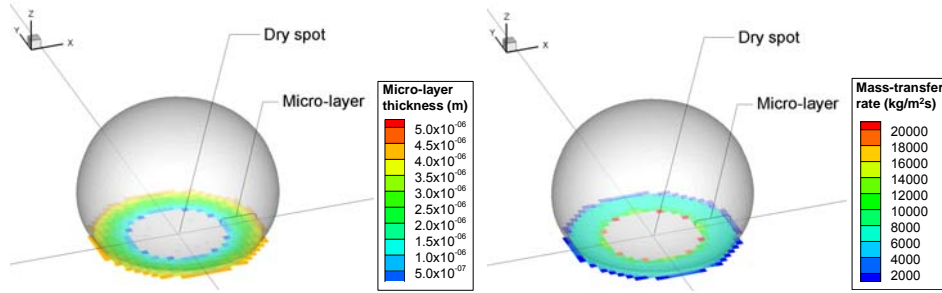 Z
Y
X
Dry spot
Micro-layer
Micro-layer
thickness (m)
5.0x10⁻⁰⁶
4.5x10⁻⁰⁶
4.0x10⁻⁰⁶
3.5x10⁻⁰⁶
3.0x10⁻⁰⁶
2.5x10⁻⁰⁶
2.0x10⁻⁰⁶
1.5x10⁻⁰⁶
1.0x10⁻⁰⁶
5.0x10⁻⁰⁷
Z
Y
X
Dry spot
Micro-layer
Mass-transfer
rate (kg/m²s)
20000
18000
16000
14000
12000
10000
8000
6000
4000
2000